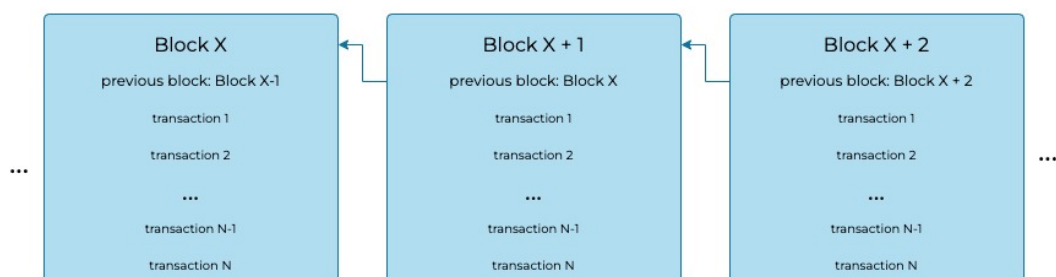 Block X
previous block: Block X-1
transaction 1
transaction 2
...
transaction N-1
transaction N
Block X + 1
previous block: Block X
transaction 1
transaction 2
...
transaction N-1
transaction N
Block X + 2
previous block: Block X + 2
transaction 1
transaction 2
...
transaction N-1
transaction N
...
...